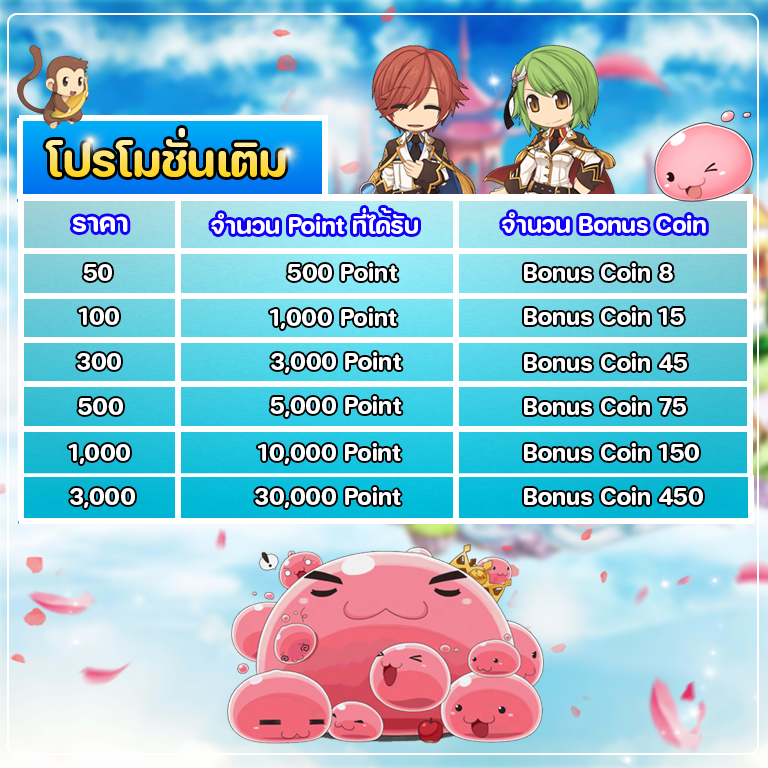 โปรโมชั่นเติม
ราคา จำนวน Point ที่ได้รับ จำนวน Bonus Coin
50 500 Point Bonus Coin 8
100 1,000 Point Bonus Coin 15
300 3,000 Point Bonus Coin 45
500 5,000 Point Bonus Coin 75
1,000 10,000 Point Bonus Coin 150
3,000 30,000 Point Bonus Coin 450
!